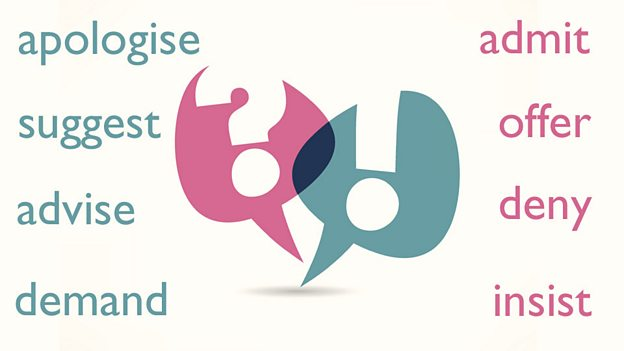 apologise
suggest
advise
demand
admit
offer
deny
insist